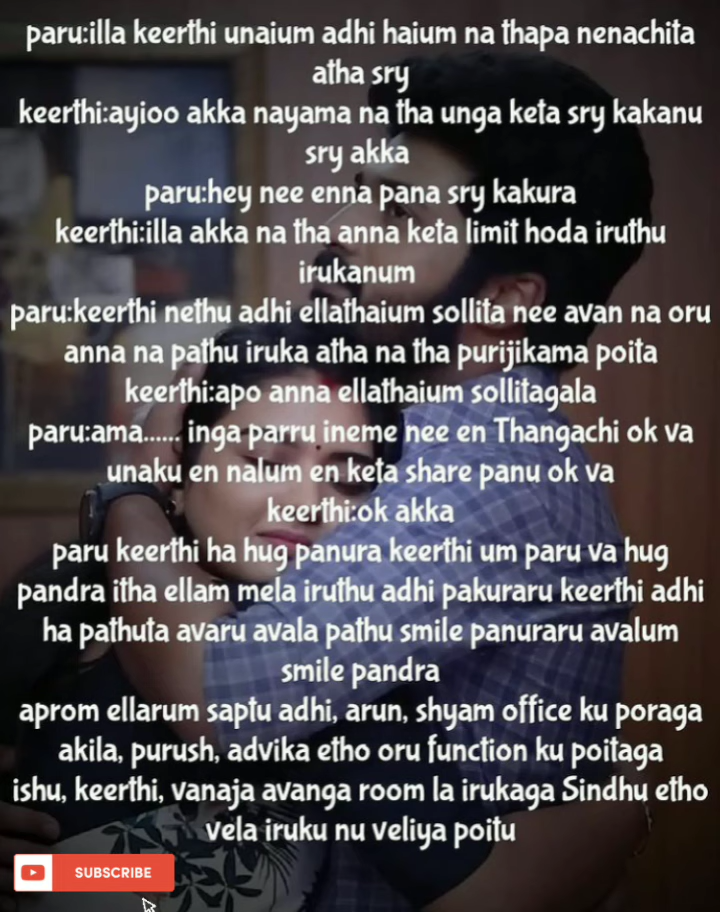 paru:illa keerthi unaium adhi haium na thapa nenachita
atha sry
keerthi:ayioo akka nayama na tha unga keta sry kakanu
sry akka
paru:hey nee enna pana sry kakura
keerthi:illa akka na tha anna keta limit hoda iruthu
irukanum
paru:keerthi nethu adhi ellathaium sollita nee avan na oru
anna na pathu iruka atha na tha purijikama poita
keerthi:apo anna ellathaium sollitagala
paru:ama...... inga parru ineme nee en Thangachi ok va
unaku en nalum en keta share panu ok va
keerthi:ok akka
paru keerthi ha hug panura keerthi um paru va hug
pandra itha ellam mela iruthu adhi pakuraru keerthi adhi
ha pathuta avaru avala pathu smile panuraru avalum
smile pandra
aprom ellarum saptu adhi, arun, shyam office ku poraga
akila, purush, advika etho oru function ku poitaga
ishu, keerthi, vanaja avanga room la irukaga Sindhu etho
vela iruku nu veliya poitu
SUBSCRIBE